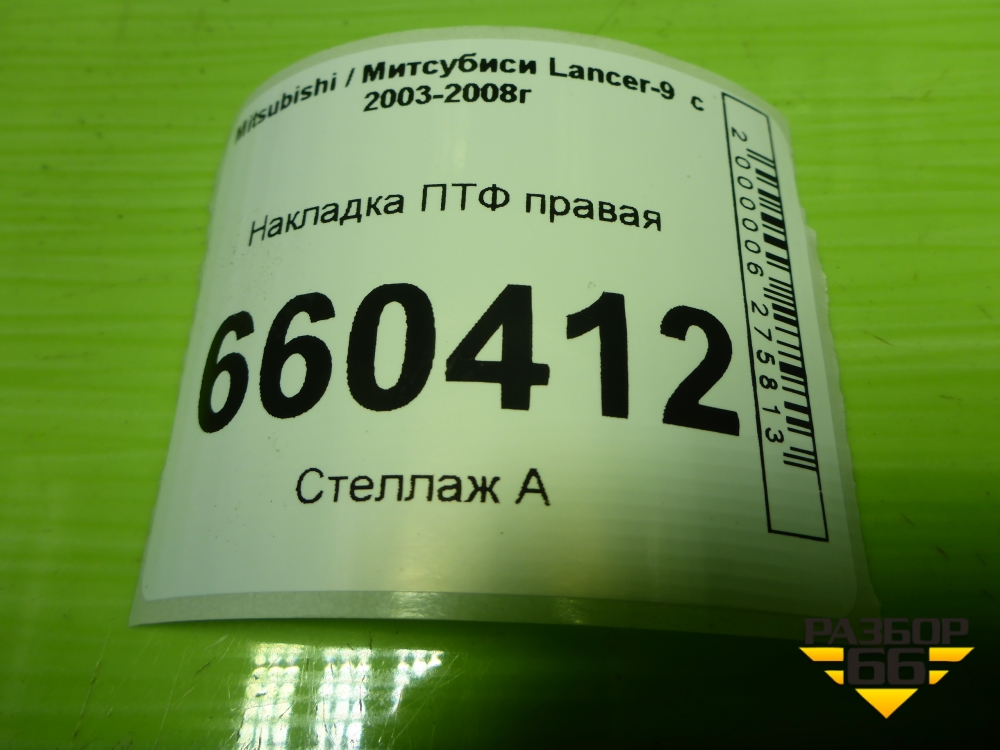 Mitsubishi / Митсубиси Lancer-9 с
2003-2008г
Накладка ПТФ правая
660412
Стеллаж А
2000006275813
РАЗБОР
66